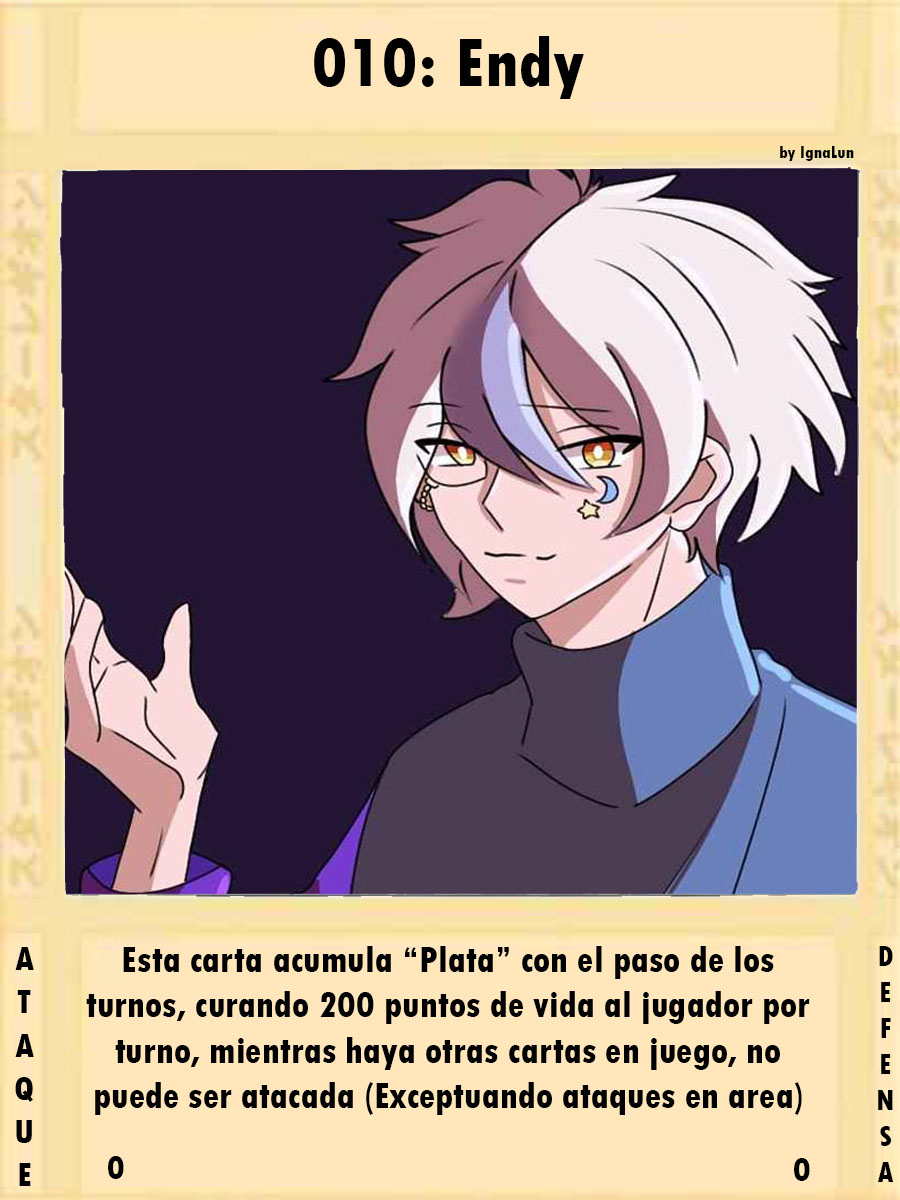 010: Endy
by IgnaLun
Esta carta acumula “Plata” con el paso de los
turnos, curando 200 puntos de vida al jugador por
turno, mientras haya otras cartas en juego, no
puede ser atacada (Exceptuando ataques en area)
ATAQUE
0
0
DEFENSA